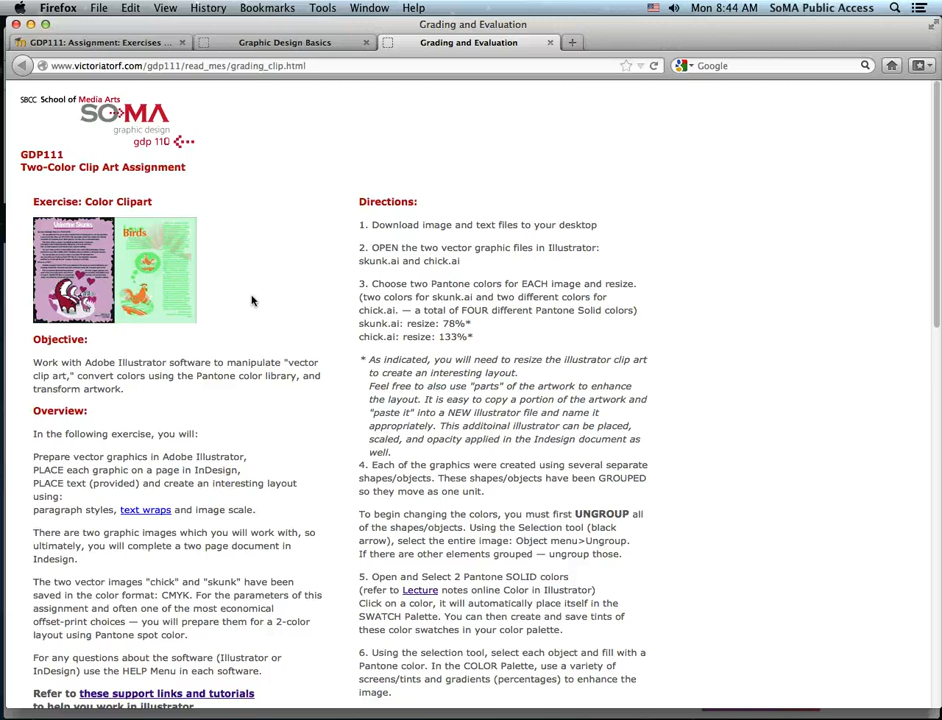 Firefox File Edit View History Bookmarks Tools Window Help Mon 8:44 AM SoMA Public Access
Grading and Evaluation
GDP111: Assignment: Exercises ... Graphic Design Basics Grading and Evaluation
www.victoriatorf.com/gdp111/read_mes/grading_clip.html Google
SBCC School of Media Arts
SOMA
graphic design
gdp 110
GDP111
Two-Color Clip Art Assignment
Exercise: Color Clipart
Birds
Objective:
Work with Adobe Illustrator software to manipulate "vector
clip art," convert colors using the Pantone color library, and
transform artwork.
Overview:
In the following exercise, you will:
Prepare vector graphics in Adobe Illustrator,
PLACE each graphic on a page in InDesign,
PLACE text (provided) and create an interesting layout
using:
paragraph styles, text wraps and image scale.
There are two graphic images which you will work with, so
ultimately, you will complete a two page document in
Indesign.
The two vector images "chick" and "skunk" have been
saved in the color format: CMYK. For the parameters of this
assignment and often one of the most economical
offset-print choices — you will prepare them for a 2-color
layout using Pantone spot color.
For any questions about the software (Illustrator or
InDesign) use the HELP Menu in each software.
Refer to these support links and tutorials
to help you work in illustrator
Directions:
1. Download image and text files to your desktop
2. OPEN the two vector graphic files in Illustrator:
skunk.ai and chick.ai
3. Choose two Pantone colors for EACH image and resize.
(two colors for skunk.ai and two different colors for
chick.ai. — a total of FOUR different Pantone Solid colors)
skunk.ai: resize: 78%*
chick.ai: resize: 133%*
* As indicated, you will need to resize the illustrator clip art
to create an interesting layout.
Feel free to also use "parts" of the artwork to enhance
the layout. It is easy to copy a portion of the artwork and
"paste it" into a NEW illustrator file and name it
appropriately. This additoinal illustrator can be placed,
scaled, and opacity applied in the Indesign document as
well.
4. Each of the graphics were created using several separate
shapes/objects. These shapes/objects have been GROUPED
so they move as one unit.
To begin changing the colors, you must first UNGROUP all
of the shapes/objects. Using the Selection tool (black
arrow), select the entire image: Object menu>Ungroup.
If there are other elements grouped — ungroup those.
5. Open and Select 2 Pantone SOLID colors
(refer to Lecture notes online Color in Illustrator)
Click on a color, it will automatically place itself in the
SWATCH Palette. You can then create and save tints of
these color swatches in your color palette.
6. Using the selection tool, select each object and fill with a
Pantone color. In the COLOR Palette, use a variety of
screens/tints and gradients (percentages) to enhance the
image.